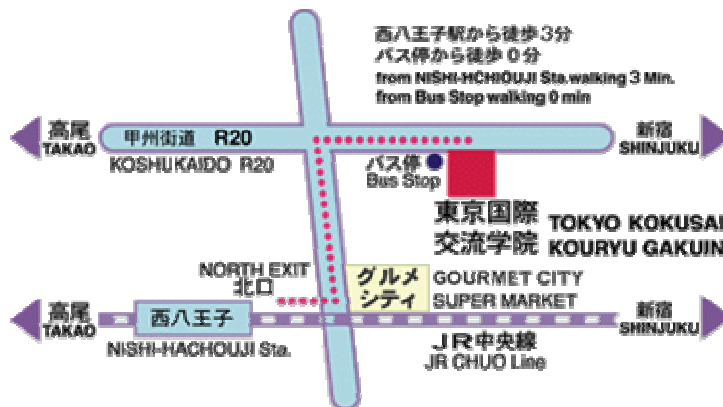 西八王子駅から徒歩3分
バス停から徒歩0分
from NISHI-HCHIOUJI Sta.walking 3 Min.
from Bus Stop walking 0 min
高尾
TAKAO
甲州街道 R20
KOSHUKAIDO R20
新宿
SHINJUKU
バス停
Bus Stop
東京国際
交流学院
TOKYO KOKUSAI
KOURYU GAKUIN
NORTH EXIT
北口
グルメ
シティ
GOURMET CITY
SUPER MARKET
高尾
TAKAO
西八王子
NISHI-HACHOUJI Sta.
JR中央線
JR CHUO Line
新宿
SHINJUKU